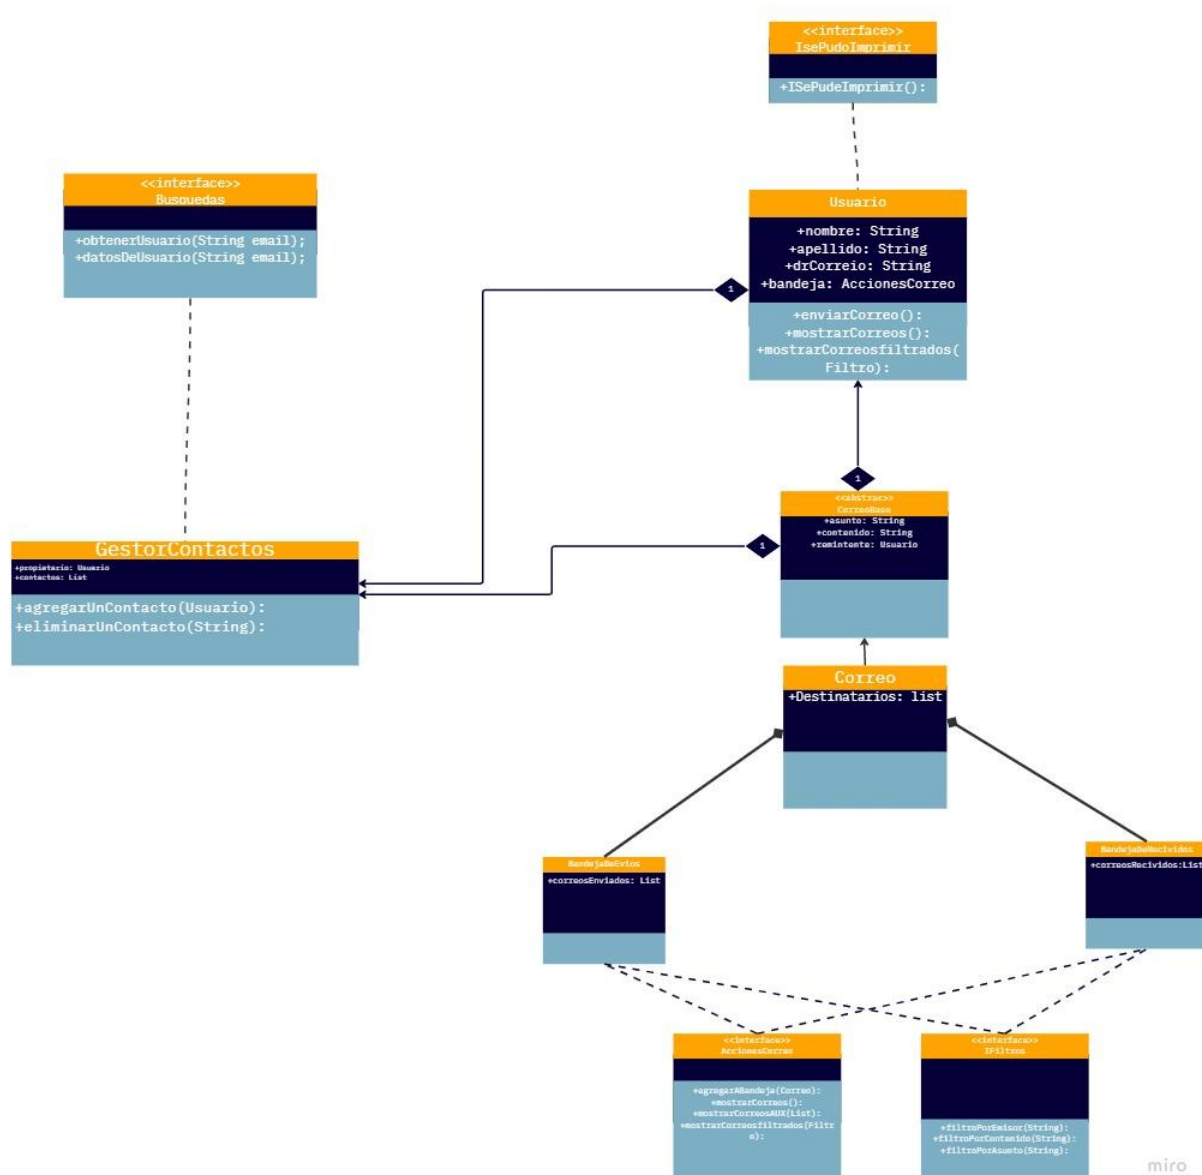 <<interface>>
IsePudoImprimir
+ISePudeImprimir():
<<interface>>
Busquedas
+obtenerUsuario(String email);
+datosDeUsuario(String email);
Usuario
+nombre: String
+apellido: String
+drCorreio: String
+bandeja: AccionesCorreo
+enviarCorreo():
+mostrarCorreos():
+mostrarCorreosfiltrados(
Filtro):
1
1
<<abstrac>>
CorreoBase
+asunto: String
+contenido: String
+remintente: Usuario
1
GestorContactos
+propietario: Usuario
+contactos: List
+agregarUnContacto(Usuario):
+eliminarUnContacto(String):
Correo
+Destinatarios: list
BandejaDeEvios
+correosEnviados: List
BandejaDeRecividos
+correosRecividos:List
<<interface>>
AccionesCorreo
+agregarABandeja(Correo):
+mostrarCorreos():
+mostrarCorreosAUX(List):
+mostrarCorreosfiltrados(Filtr
o):
<<interface>>
IFiltros
+filtroPorEmisor(String):
+filtroPorContenido(String):
+filtroPorAsunto(String):
miro